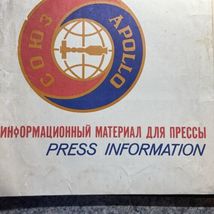 СОЮЗ
APOLLO
ИНФОРМАЦИОННЫЙ МАТЕРИАЛ ДЛЯ ПРЕССЫ
PRESS INFORMATION